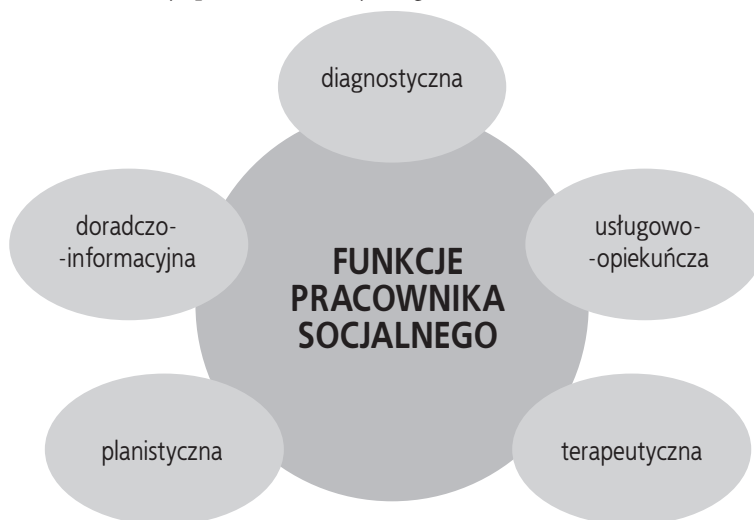 diagnostyczna
doradczo-
-informacyjna
usługowo-
-opiekuńcza
FUNKCJE
PRACOWNIKA
SOCJALNEGO
planistyczna
terapeutyczna